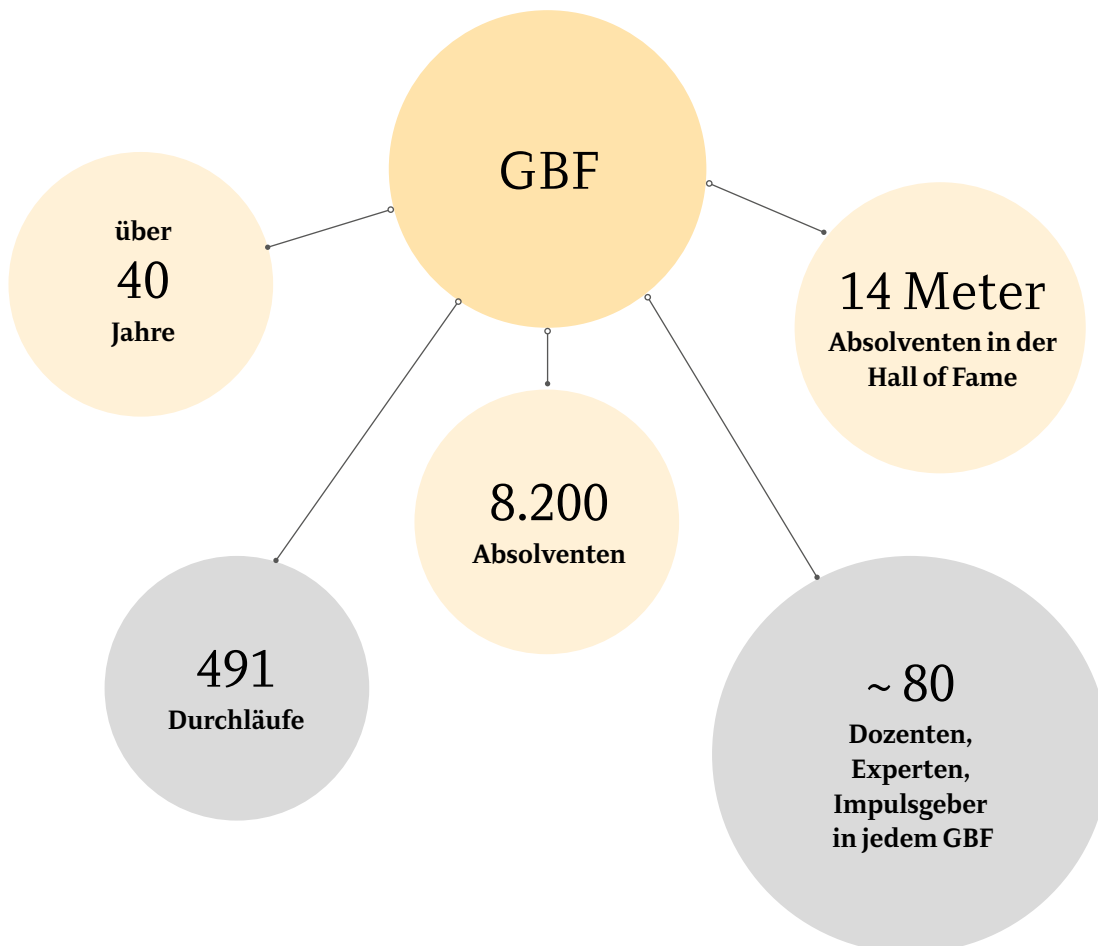 GBF
über
40
Jahre
14 Meter
Absolventen in der
Hall of Fame
8.200
Absolventen
491
Durchläufe
~ 80
Dozenten,
Experten,
Impulsgeber
in jedem GBF